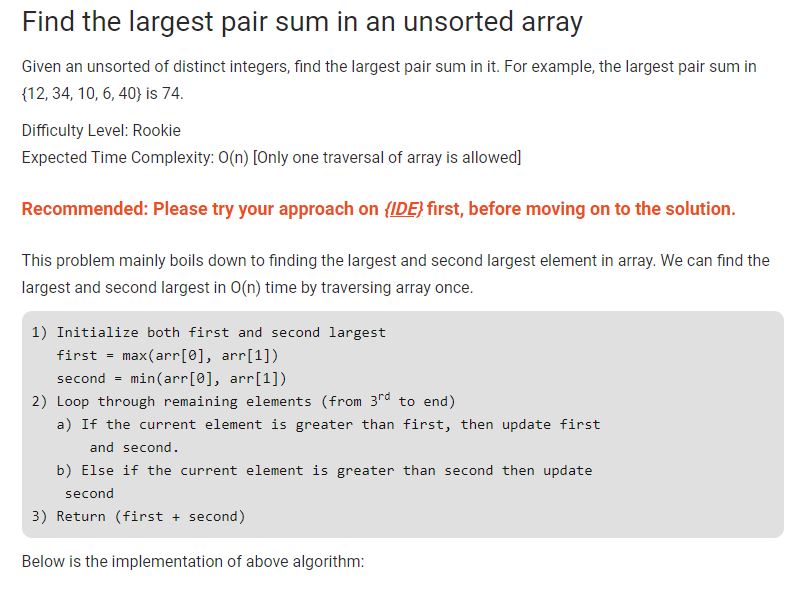 Find the largest pair sum in an unsorted array
Given an unsorted of distinct integers, find the largest pair sum in it. For example, the largest pair sum in
{12, 34, 10, 6, 40} is 74.
Difficulty Level: Rookie
Expected Time Complexity: O(n) [Only one traversal of array is allowed]
Recommended: Please try your approach on {IDE} first, before moving on to the solution.
This problem mainly boils down to finding the largest and second largest element in array. We can find the
largest and second largest in O(n) time by traversing array once.
1) Initialize both first and second largest
first = max(arr[0], arr[1])
second = min(arr[0], arr[1])
2) Loop through remaining elements (from 3rd to end)
a) If the current element is greater than first, then update first
and second.
b) Else if the current element is greater than second then update
second
3) Return (first + second)
Below is the implementation of above algorithm: